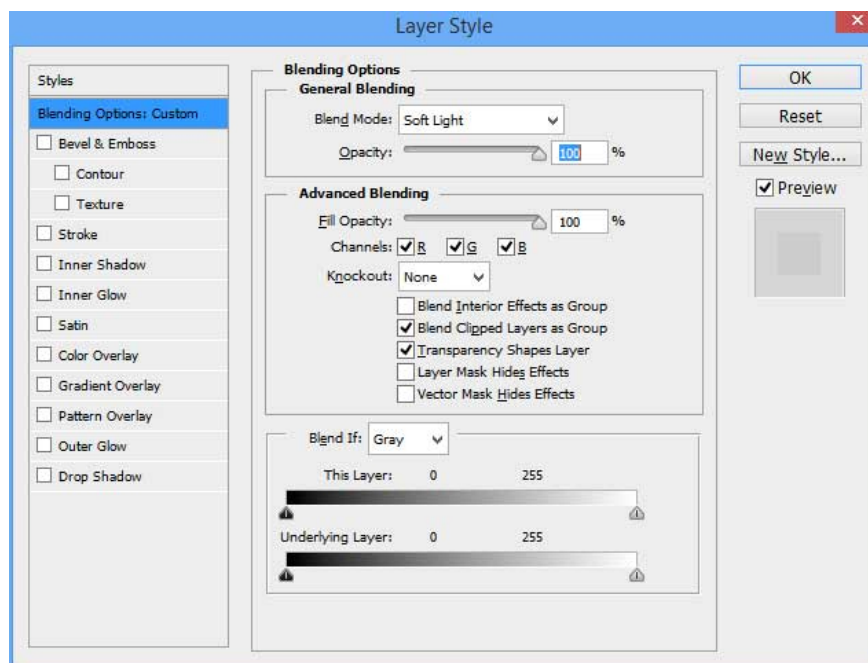 Layer Style
Styles
Blending Options: Custom
Bevel & Emboss
Contour
Texture
Stroke
Inner Shadow
Inner Glow
Satin
Color Overlay
Gradient Overlay
Pattern Overlay
Outer Glow
Drop Shadow
Blending Options
General Blending
Blend Mode: Soft Light
Opacity: 100 %
Advanced Blending
Fill Opacity: 100 %
Channels: R G B
Knockout: None
Blend Interior Effects as Group
Blend Clipped Layers as Group
Transparency Shapes Layer
Layer Mask Hides Effects
Vector Mask Hides Effects
Blend If: Gray
This Layer: 0 255
Underlying Layer: 0 255
OK
Reset
New Style...
Preview